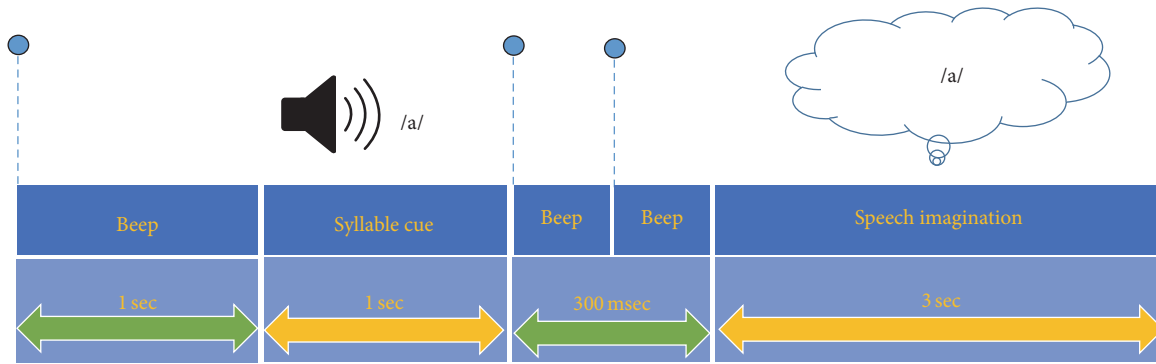 /a/
/a/
Beep
Syllable cue
Beep
Beep
Speech imagination
1 sec
1 sec
300 msec
3 sec